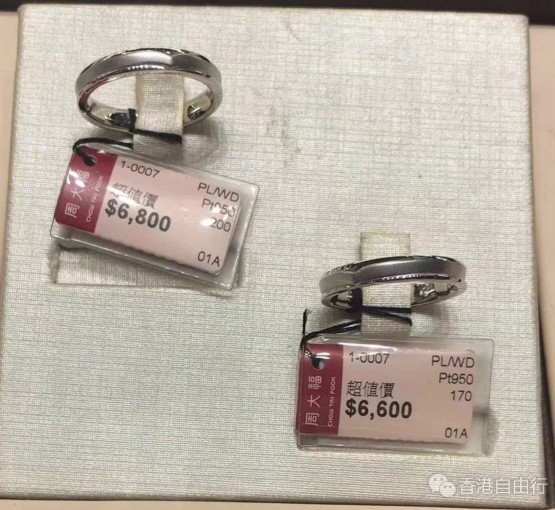 周大福
CHOW TAI FOOK
1-0007
PL/WD
Pt950
200
超值價
$6,800
01A
周大福
CHOW TAI FOOK
1-0007
PL/WD
Pt950
170
超值價
$6,600
01A
香港自由行